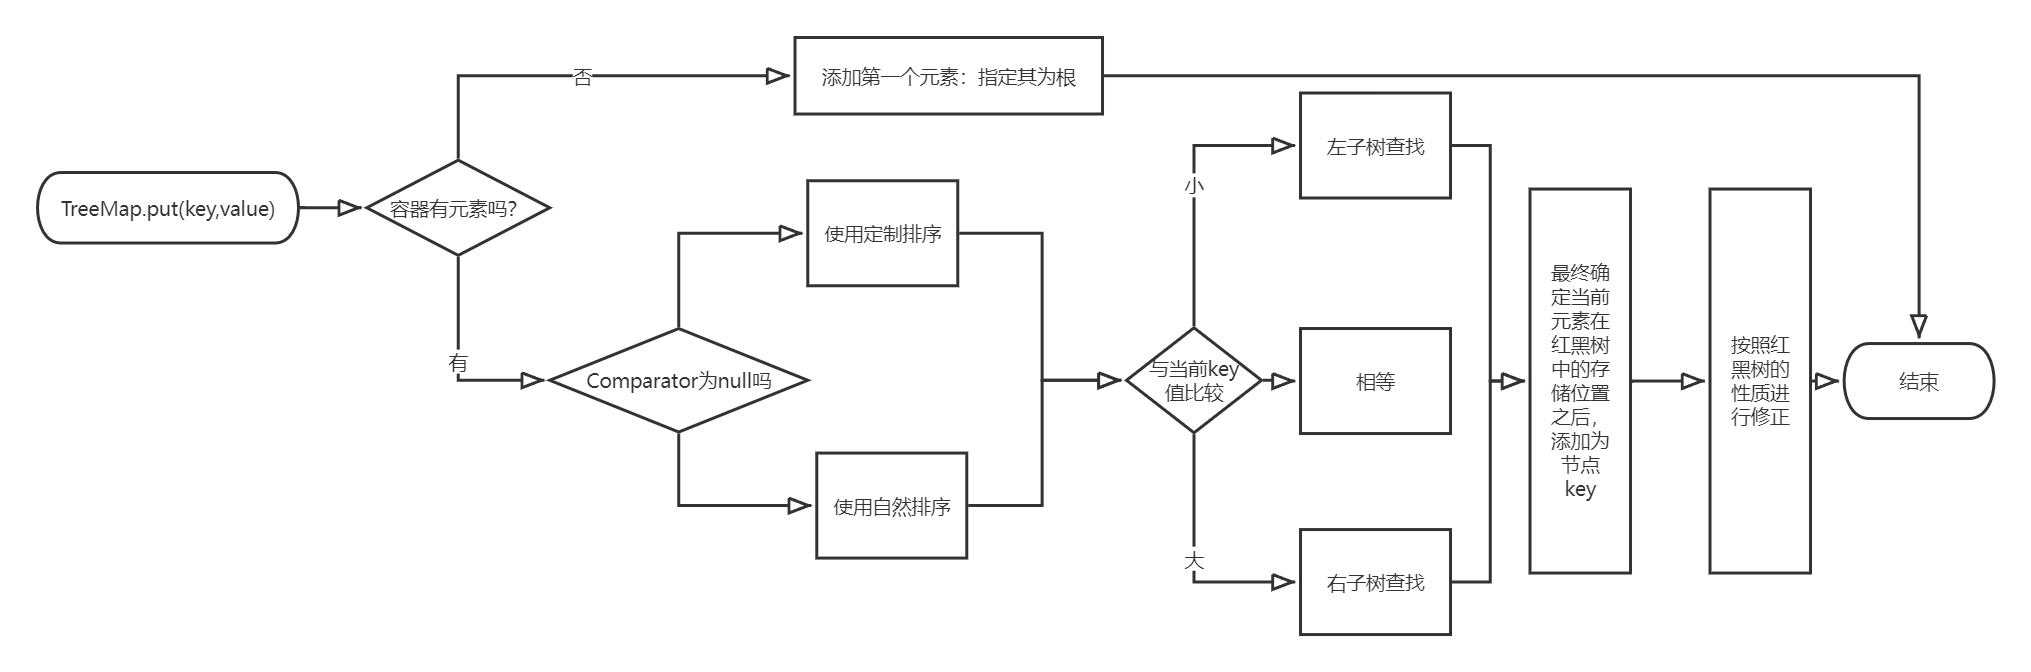 否
添加第一个元素：指定其为根
TreeMap.put(key,value)
容器有元素吗？
有
Comparator为null吗
使用定制排序
使用自然排序
与当前key
值比较
小
左子树查找
相等
大
右子树查找
最终确
定当前
元素在
红黑树
中的存
储位置
之后，
添加为
节点
key
按照红
黑树的
性质进
行修正
结束